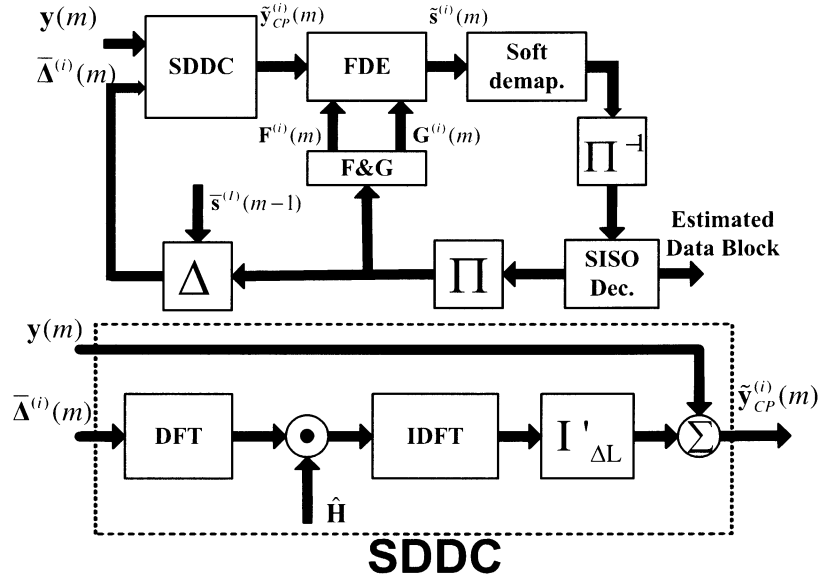 y(m)
ỹ_CP^(i)(m)
s̃^(i)(m)
Δ̅^(i)(m)
SDDC
FDE
Soft
demap.
F^(i)(m)
G^(i)(m)
F&G
Π⁻¹
s̅^(I)(m−1)
Estimated
Data Block
Δ
Π
SISO
Dec.
y(m)
Δ̅^(i)(m)
ỹ_CP^(i)(m)
DFT
IDFT
I'_ΔL
Σ
Ĥ
SDDC